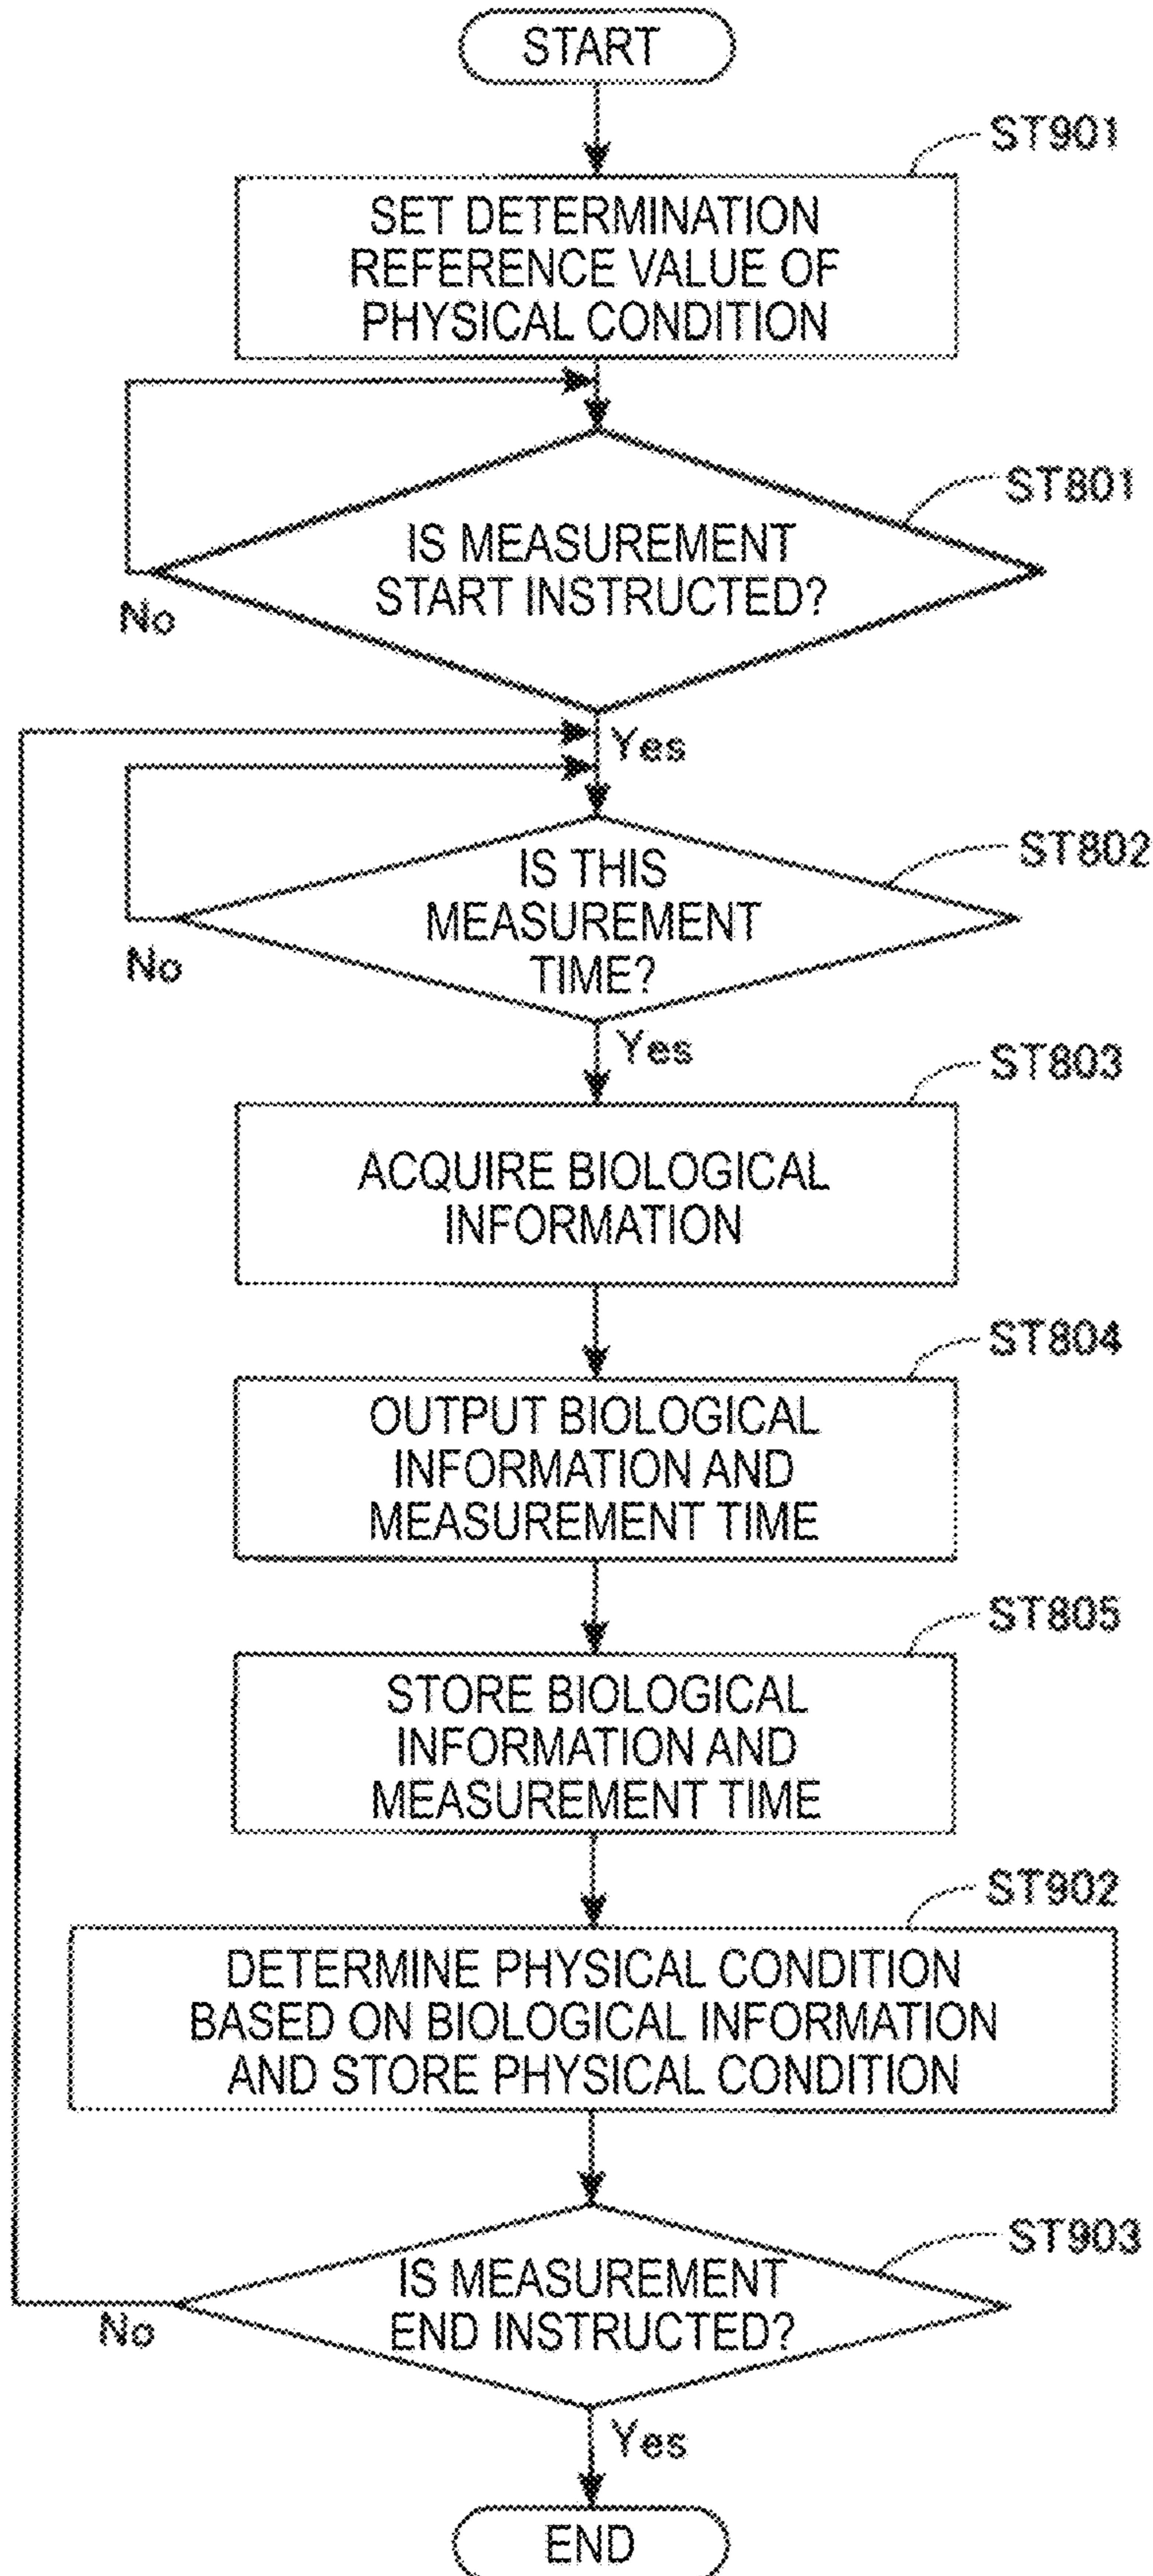 START
ST901
SET DETERMINATION
REFERENCE VALUE OF
PHYSICAL CONDITION
ST801
IS MEASUREMENT
START INSTRUCTED?
No
Yes
ST802
IS THIS
MEASUREMENT
TIME?
No
Yes
ST803
ACQUIRE BIOLOGICAL
INFORMATION
ST804
OUTPUT BIOLOGICAL
INFORMATION AND
MEASUREMENT TIME
ST805
STORE BIOLOGICAL
INFORMATION AND
MEASUREMENT TIME
ST902
DETERMINE PHYSICAL CONDITION
BASED ON BIOLOGICAL INFORMATION
AND STORE PHYSICAL CONDITION
ST903
IS MEASUREMENT
END INSTRUCTED?
No
Yes
END